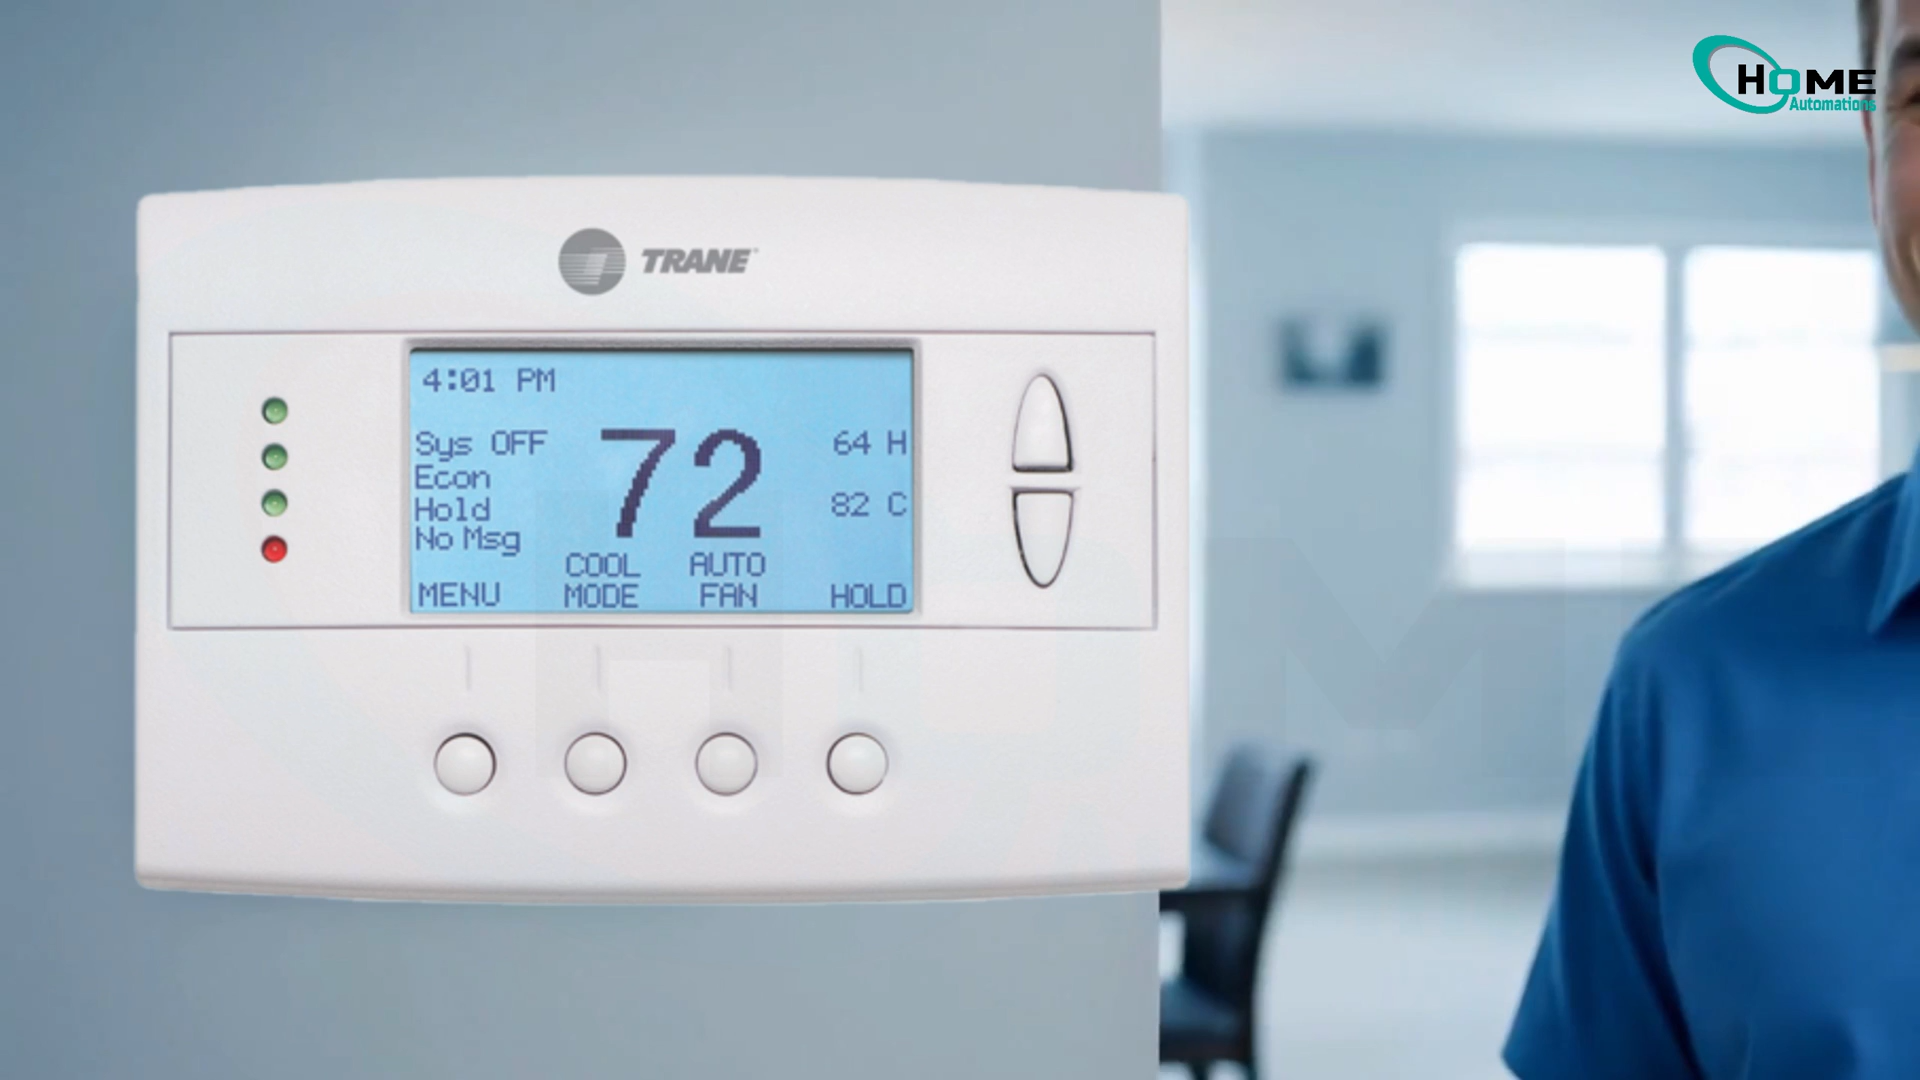 HOME
Automations
TRANE
4:01 PM
Sys OFF
Econ
Hold
No Msg
72
64 H
82 C
COOL
MODE
AUTO
FAN
MENU
HOLD